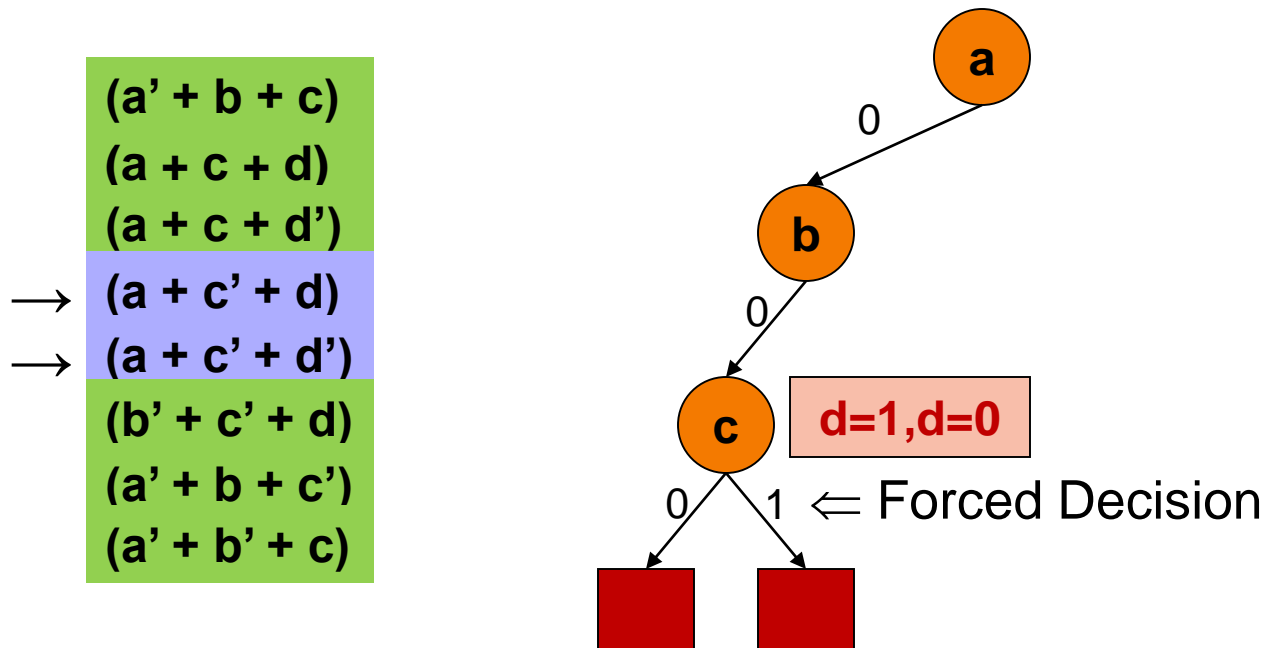 (a’ + b + c)
(a + c + d)
(a + c + d’)
→ (a + c’ + d)
→ (a + c’ + d’)
(b’ + c’ + d)
(a’ + b + c’)
(a’ + b’ + c)
a
0
b
0
c
d=1,d=0
0
1 ⇐ Forced Decision